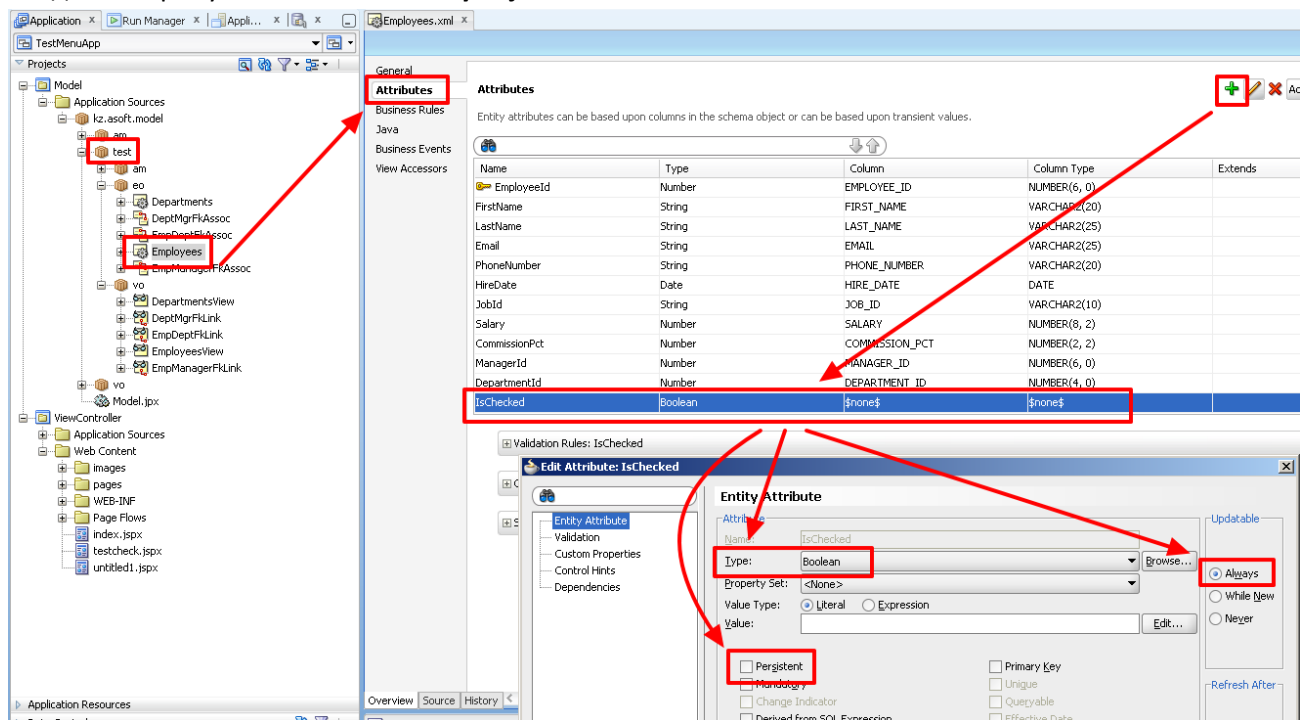 Application
Run Manager
Appli...
Employees.xml
TestMenuApp
Projects
Model
Application Sources
kz.asoft.model
am
test
am
eo
Departments
DeptMgrFkAssoc
EmpDeptFkAssoc
Employees
EmpManagerFkAssoc
vo
DepartmentsView
DeptMgrFkLink
EmpDeptFkLink
EmployeesView
EmpManagerFkLink
vo
Model.jpx
ViewController
Application Sources
Web Content
images
pages
WEB-INF
Page Flows
index.jspx
testcheck.jspx
untitled1.jspx
Application Resources
General
Attributes
Business Rules
Java
Business Events
View Accessors
Attributes
Ac
Entity attributes can be based upon columns in the schema object or can be based upon transient values.
Name Type Column Column Type Extends
EmployeeId Number EMPLOYEE_ID NUMBER(6, 0)
FirstName String FIRST_NAME VARCHAR2(20)
LastName String LAST_NAME VARCHAR2(25)
Email String EMAIL VARCHAR2(25)
PhoneNumber String PHONE_NUMBER VARCHAR2(20)
HireDate Date HIRE_DATE DATE
JobId String JOB_ID VARCHAR2(10)
Salary Number SALARY NUMBER(8, 2)
CommissionPct Number COMMISSION_PCT NUMBER(2, 2)
ManagerId Number MANAGER_ID NUMBER(6, 0)
DepartmentId Number DEPARTMENT_ID NUMBER(4, 0)
IsChecked Boolean $none$ $none$
Validation Rules: IsChecked
Edit Attribute: IsChecked
Entity Attribute
Validation
Custom Properties
Control Hints
Dependencies
Entity Attribute
Attribute
Name: IsChecked
Type: Boolean Browse...
Property Set: <None>
Value Type: Literal Expression
Value: Edit...
Persistent Primary Key
Mandatory Unique
Change Indicator Queryable
Derived from SQL Expression Effective Date
Updatable
Always
While New
Never
Refresh After
Overview Source History